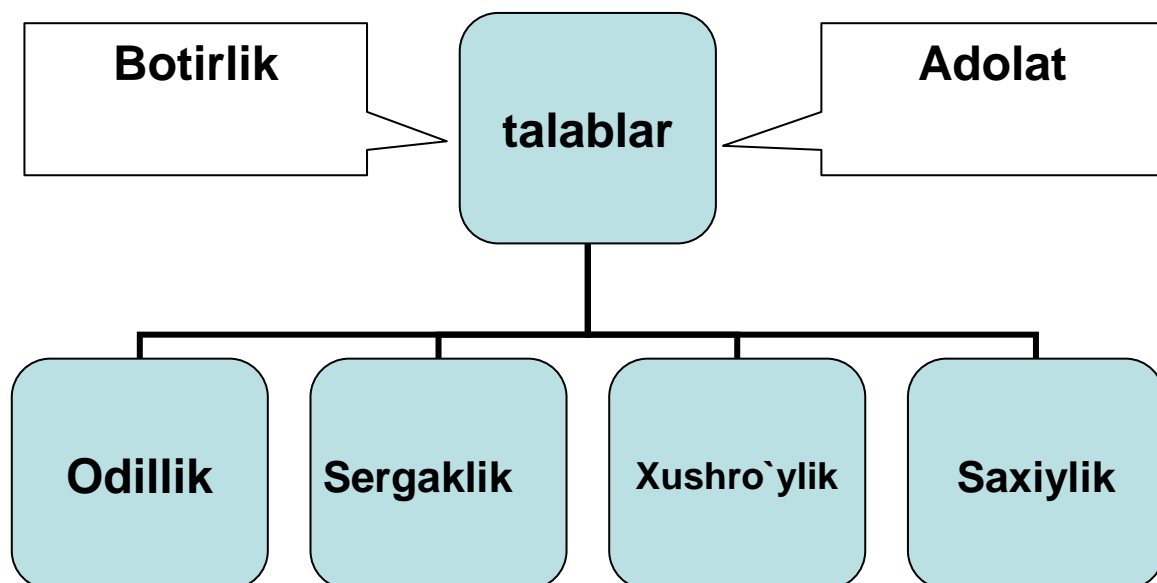 Botirlik
Adolat
talablar
Odillik
Sergaklik
Xushro`ylik
Saxiylik